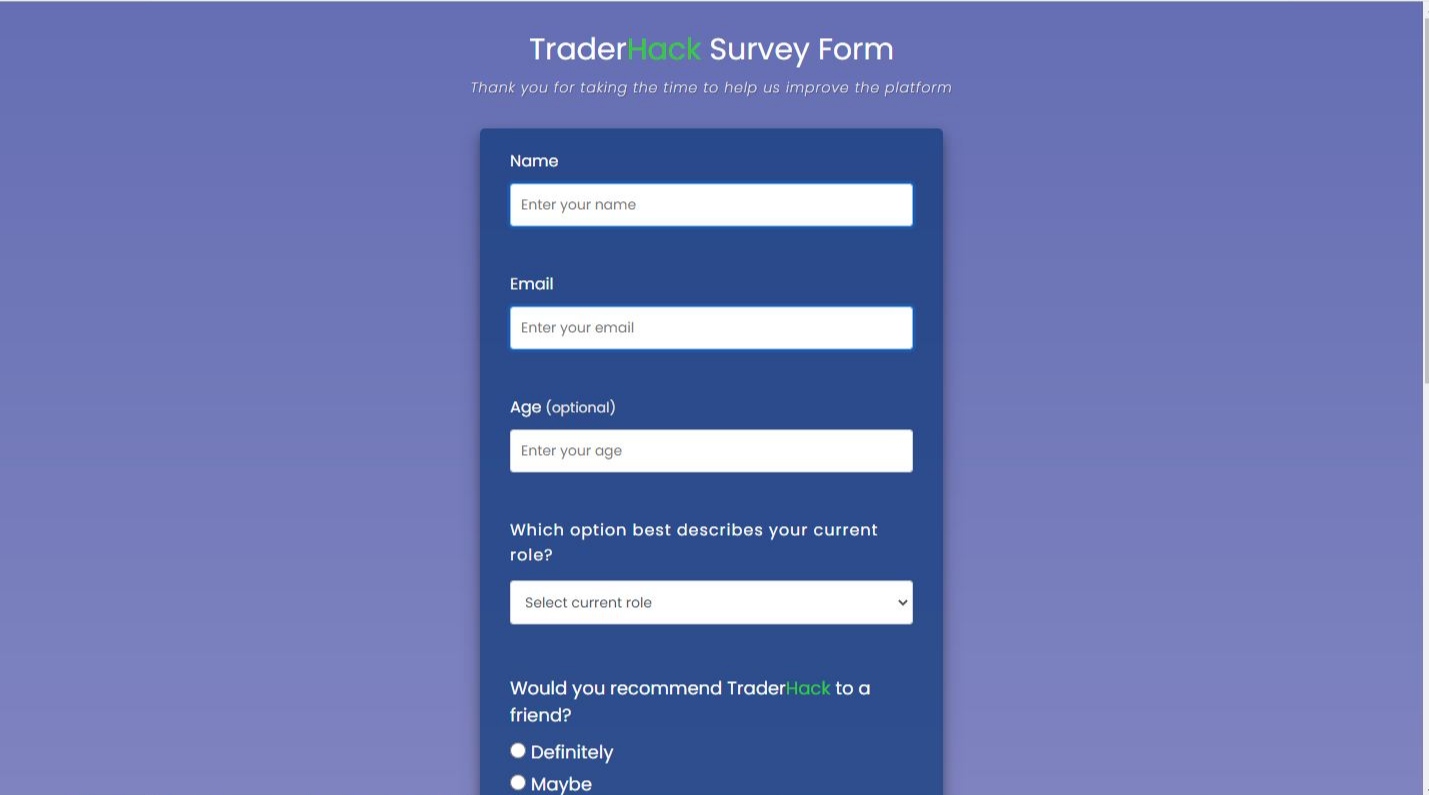 TraderHack Survey Form
Thank you for taking the time to help us improve the platform
Name
Enter your name
Email
Enter your email
Age (optional)
Enter your age
Which option best describes your current
role?
Select current role
Would you recommend TraderHack to a
friend?
Definitely
Maybe